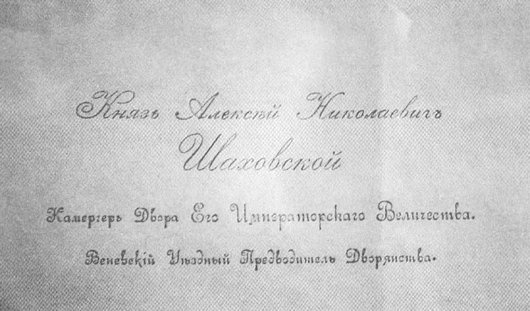 Князь Алексѣй Николаевичъ
Шаховской
Камергеръ Двора Его Императорскаго Величества.
Веневскій Уѣздный Предводитель Дворянства.